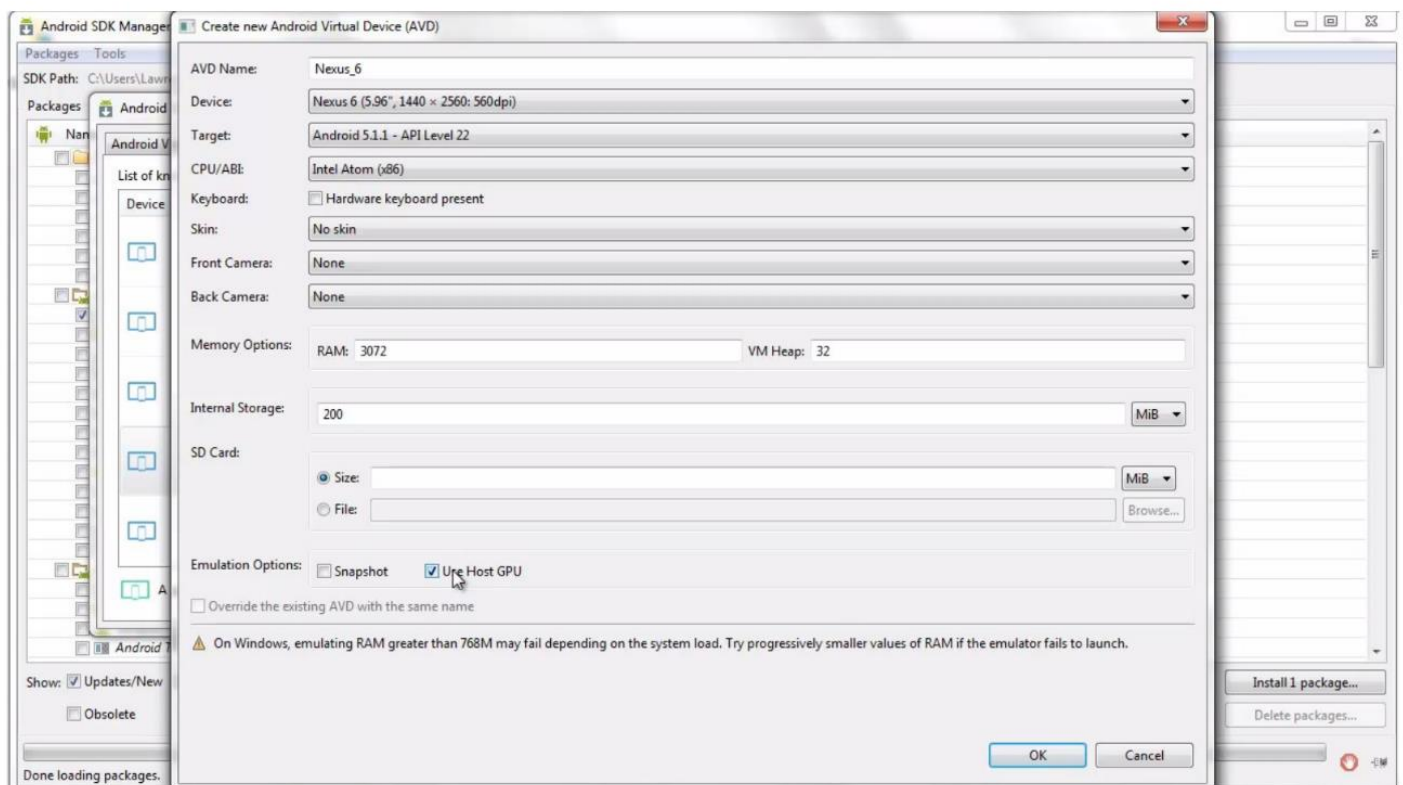 Android SDK Manager
Create new Android Virtual Device (AVD)
Packages Tools
SDK Path: C:\Users\Lawr
Packages
Android
Nan
Android V
List of kn
Device
A
Android T
AVD Name: Nexus_6
Device: Nexus 6 (5.96", 1440 × 2560: 560dpi)
Target: Android 5.1.1 - API Level 22
CPU/ABI: Intel Atom (x86)
Keyboard: Hardware keyboard present
Skin: No skin
Front Camera: None
Back Camera: None
Memory Options: RAM: 3072 VM Heap: 32
Internal Storage: 200 MiB
SD Card:
Size: MiB
File: Browse...
Emulation Options: Snapshot Use Host GPU
Override the existing AVD with the same name
On Windows, emulating RAM greater than 768M may fail depending on the system load. Try progressively smaller values of RAM if the emulator fails to launch.
OK Cancel
Show: Updates/New
Obsolete
Install 1 package...
Delete packages...
Done loading packages.